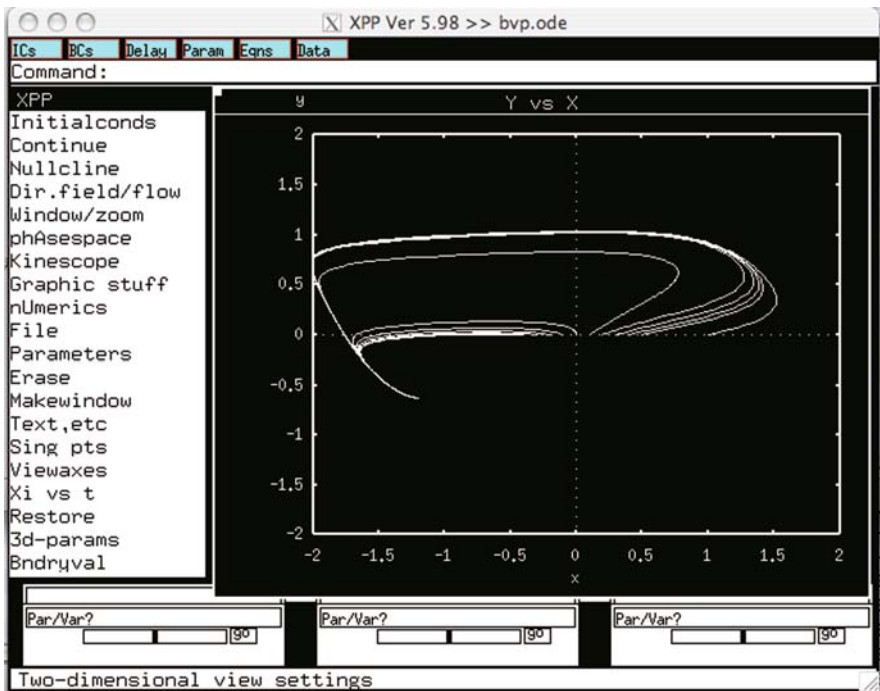 XPP Ver 5.98 >> bvp.ode
ICs BCs Delay Param Eqns Data
Command:
XPP
Initialconds
Continue
Nullcline
Dir.field/flow
Window/zoom
phAsespace
Kinescope
Graphic stuff
nUmerics
File
Parameters
Erase
Makewindow
Text,etc
Sing pts
Viewaxes
Xi vs t
Restore
3d-params
Bndryval
y Y vs X
2
1.5
1
0.5
0
-0.5
-1
-1.5
-2
-2 -1.5 -1 -0.5 0 0.5 1 1.5 2
x
Par/Var? Par/Var? Par/Var?
go go go
Two-dimensional view settings